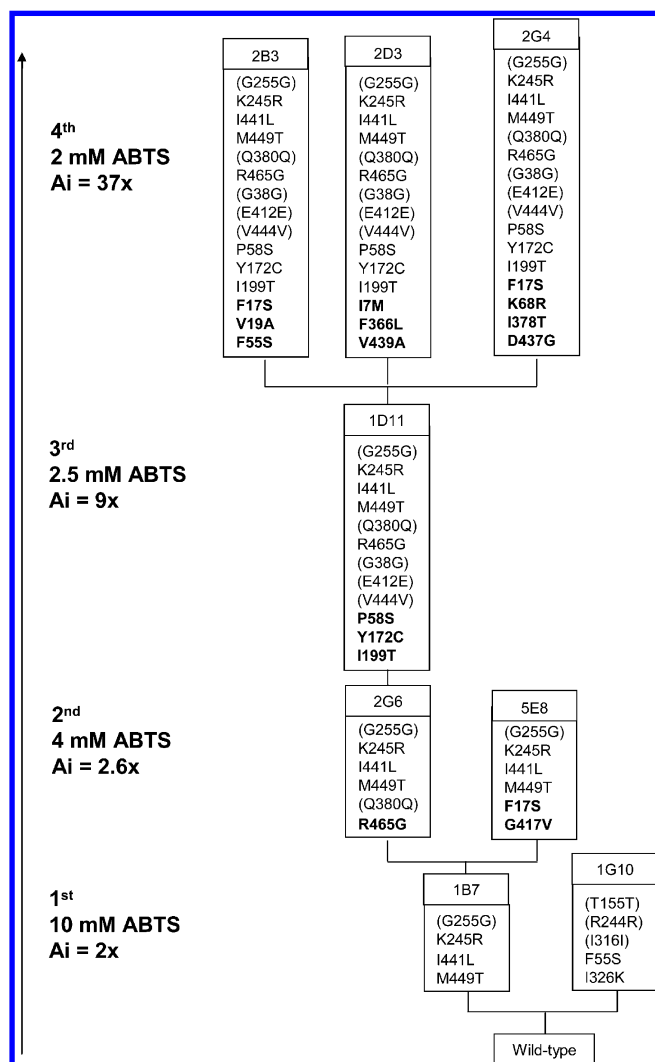 2B3
(G255G)
K245R
I441L
M449T
(Q380Q)
R465G
(G38G)
(E412E)
(V444V)
P58S
Y172C
I199T
F17S
V19A
F55S
2D3
(G255G)
K245R
I441L
M449T
(Q380Q)
R465G
(G38G)
(E412E)
(V444V)
P58S
Y172C
I199T
I7M
F366L
V439A
2G4
(G255G)
K245R
I441L
M449T
(Q380Q)
R465G
(G38G)
(E412E)
(V444V)
P58S
Y172C
I199T
F17S
K68R
I378T
D437G
4th
2 mM ABTS
Ai = 37x
1D11
(G255G)
K245R
I441L
M449T
(Q380Q)
R465G
(G38G)
(E412E)
(V444V)
P58S
Y172C
I199T
3rd
2.5 mM ABTS
Ai = 9x
2G6
(G255G)
K245R
I441L
M449T
(Q380Q)
R465G
5E8
(G255G)
K245R
I441L
M449T
F17S
G417V
2nd
4 mM ABTS
Ai = 2.6x
1B7
(G255G)
K245R
I441L
M449T
1G10
(T155T)
(R244R)
(I316I)
F55S
I326K
1st
10 mM ABTS
Ai = 2x
Wild-type